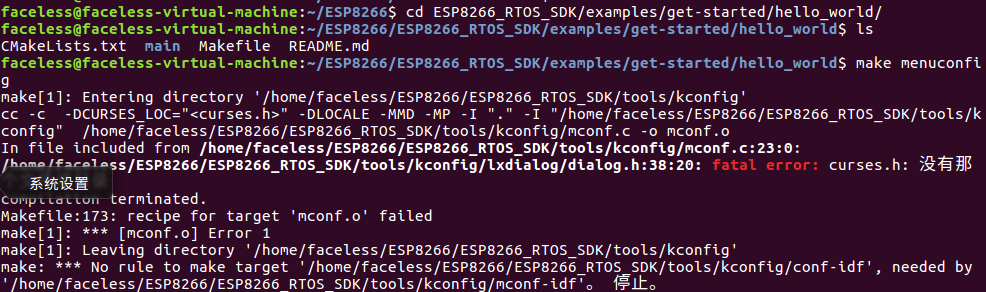 faceless@faceless-virtual-machine:~/ESP8266$ cd ESP8266_RTOS_SDK/examples/get-started/hello_world/
faceless@faceless-virtual-machine:~/ESP8266/ESP8266_RTOS_SDK/examples/get-started/hello_world$ ls
CMakeLists.txt  main  Makefile  README.md
faceless@faceless-virtual-machine:~/ESP8266/ESP8266_RTOS_SDK/examples/get-started/hello_world$ make menuconfi
g
make[1]: Entering directory '/home/faceless/ESP8266/ESP8266_RTOS_SDK/tools/kconfig'
cc -c  -DCURSES_LOC="<curses.h>" -DLOCALE -MMD -MP -I "." -I "/home/faceless/ESP8266/ESP8266_RTOS_SDK/tools/k
config"  /home/faceless/ESP8266/ESP8266_RTOS_SDK/tools/kconfig/mconf.c -o mconf.o
In file included from /home/faceless/ESP8266/ESP8266_RTOS_SDK/tools/kconfig/mconf.c:23:0:
/home/faceless/ESP8266/ESP8266_RTOS_SDK/tools/kconfig/lxdialog/dialog.h:38:20: fatal error: curses.h: 没有那
系统设置
compilation terminated.
Makefile:173: recipe for target 'mconf.o' failed
make[1]: *** [mconf.o] Error 1
make[1]: Leaving directory '/home/faceless/ESP8266/ESP8266_RTOS_SDK/tools/kconfig'
make: *** No rule to make target '/home/faceless/ESP8266/ESP8266_RTOS_SDK/tools/kconfig/conf-idf', needed by
'/home/faceless/ESP8266/ESP8266_RTOS_SDK/tools/kconfig/mconf-idf'。 停止。